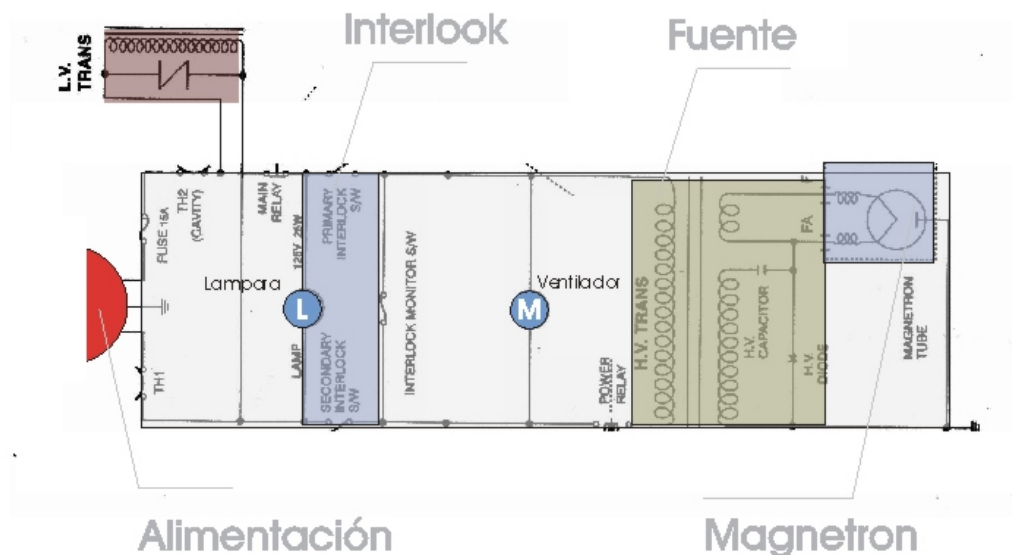 Interlook
Fuente
L.V.
TRANS
TH2
(CAVITY)
MAIN
RELAY
FUSE 15A
125V 25W
PRIMARY
INTERLOCK
S/W
F
FA
Lampara
L
Ventilador
M
INTERLOCK MONITOR S/W
H.V. TRANS
H.V.
CAPACITOR
H.V.
DIODE
MAGNETRON
TUBE
TH1
LAMP
SECONDARY
INTERLOCK
S/W
POWER
RELAY
Alimentación
Magnetron